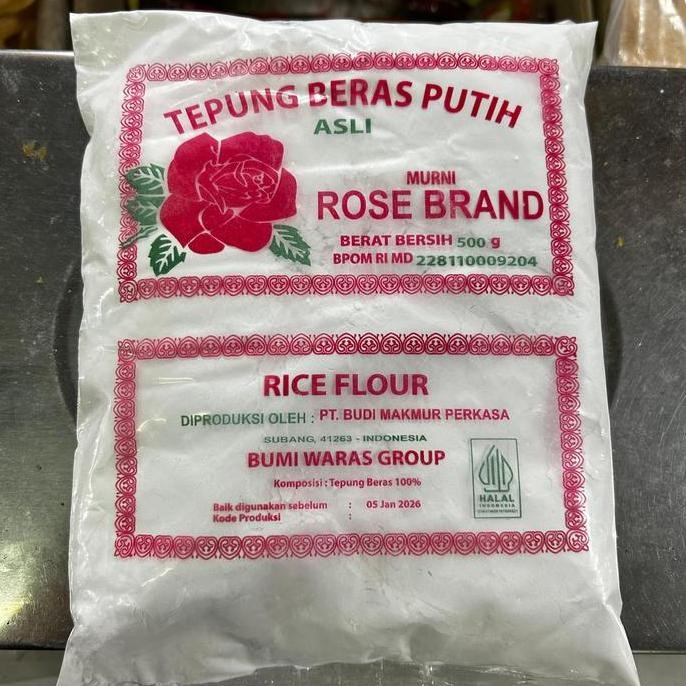 TEPUNG BERAS PUTIH
ASLI
MURNI
ROSE BRAND
BERAT BERSIH 500 g
BPOM RI MD 228110009204
RICE FLOUR
DIPRODUKSI OLEH : PT. BUDI MAKMUR PERKASA
SUBANG, 41263 - INDONESIA
BUMI WARAS GROUP
Komposisi : Tepung Beras 100%
Baik digunakan sebelum : 05 Jan 2026
Kode Produksi :
HALAL
INDONESIA